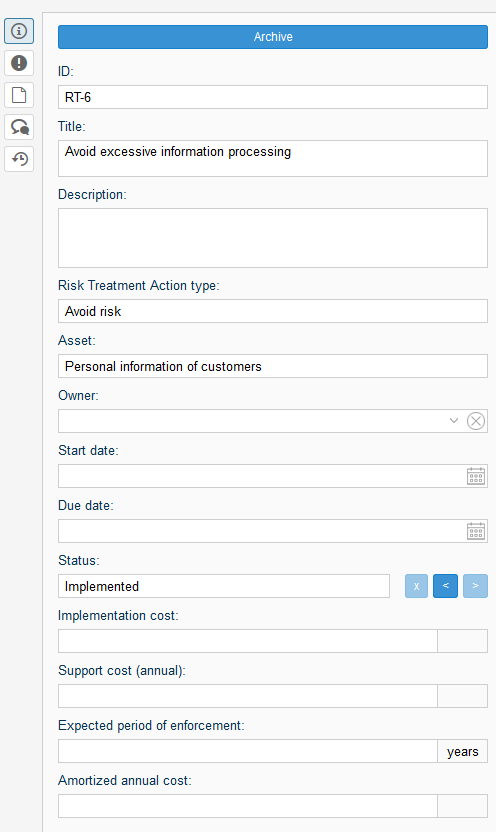 Archive
ID:
RT-6
Title:
Avoid excessive information processing
Description:
Risk Treatment Action type:
Avoid risk
Asset:
Personal information of customers
Owner:
Start date:
Due date:
Status:
Implemented x < >
Implementation cost:
Support cost (annual):
Expected period of enforcement:
years
Amortized annual cost: